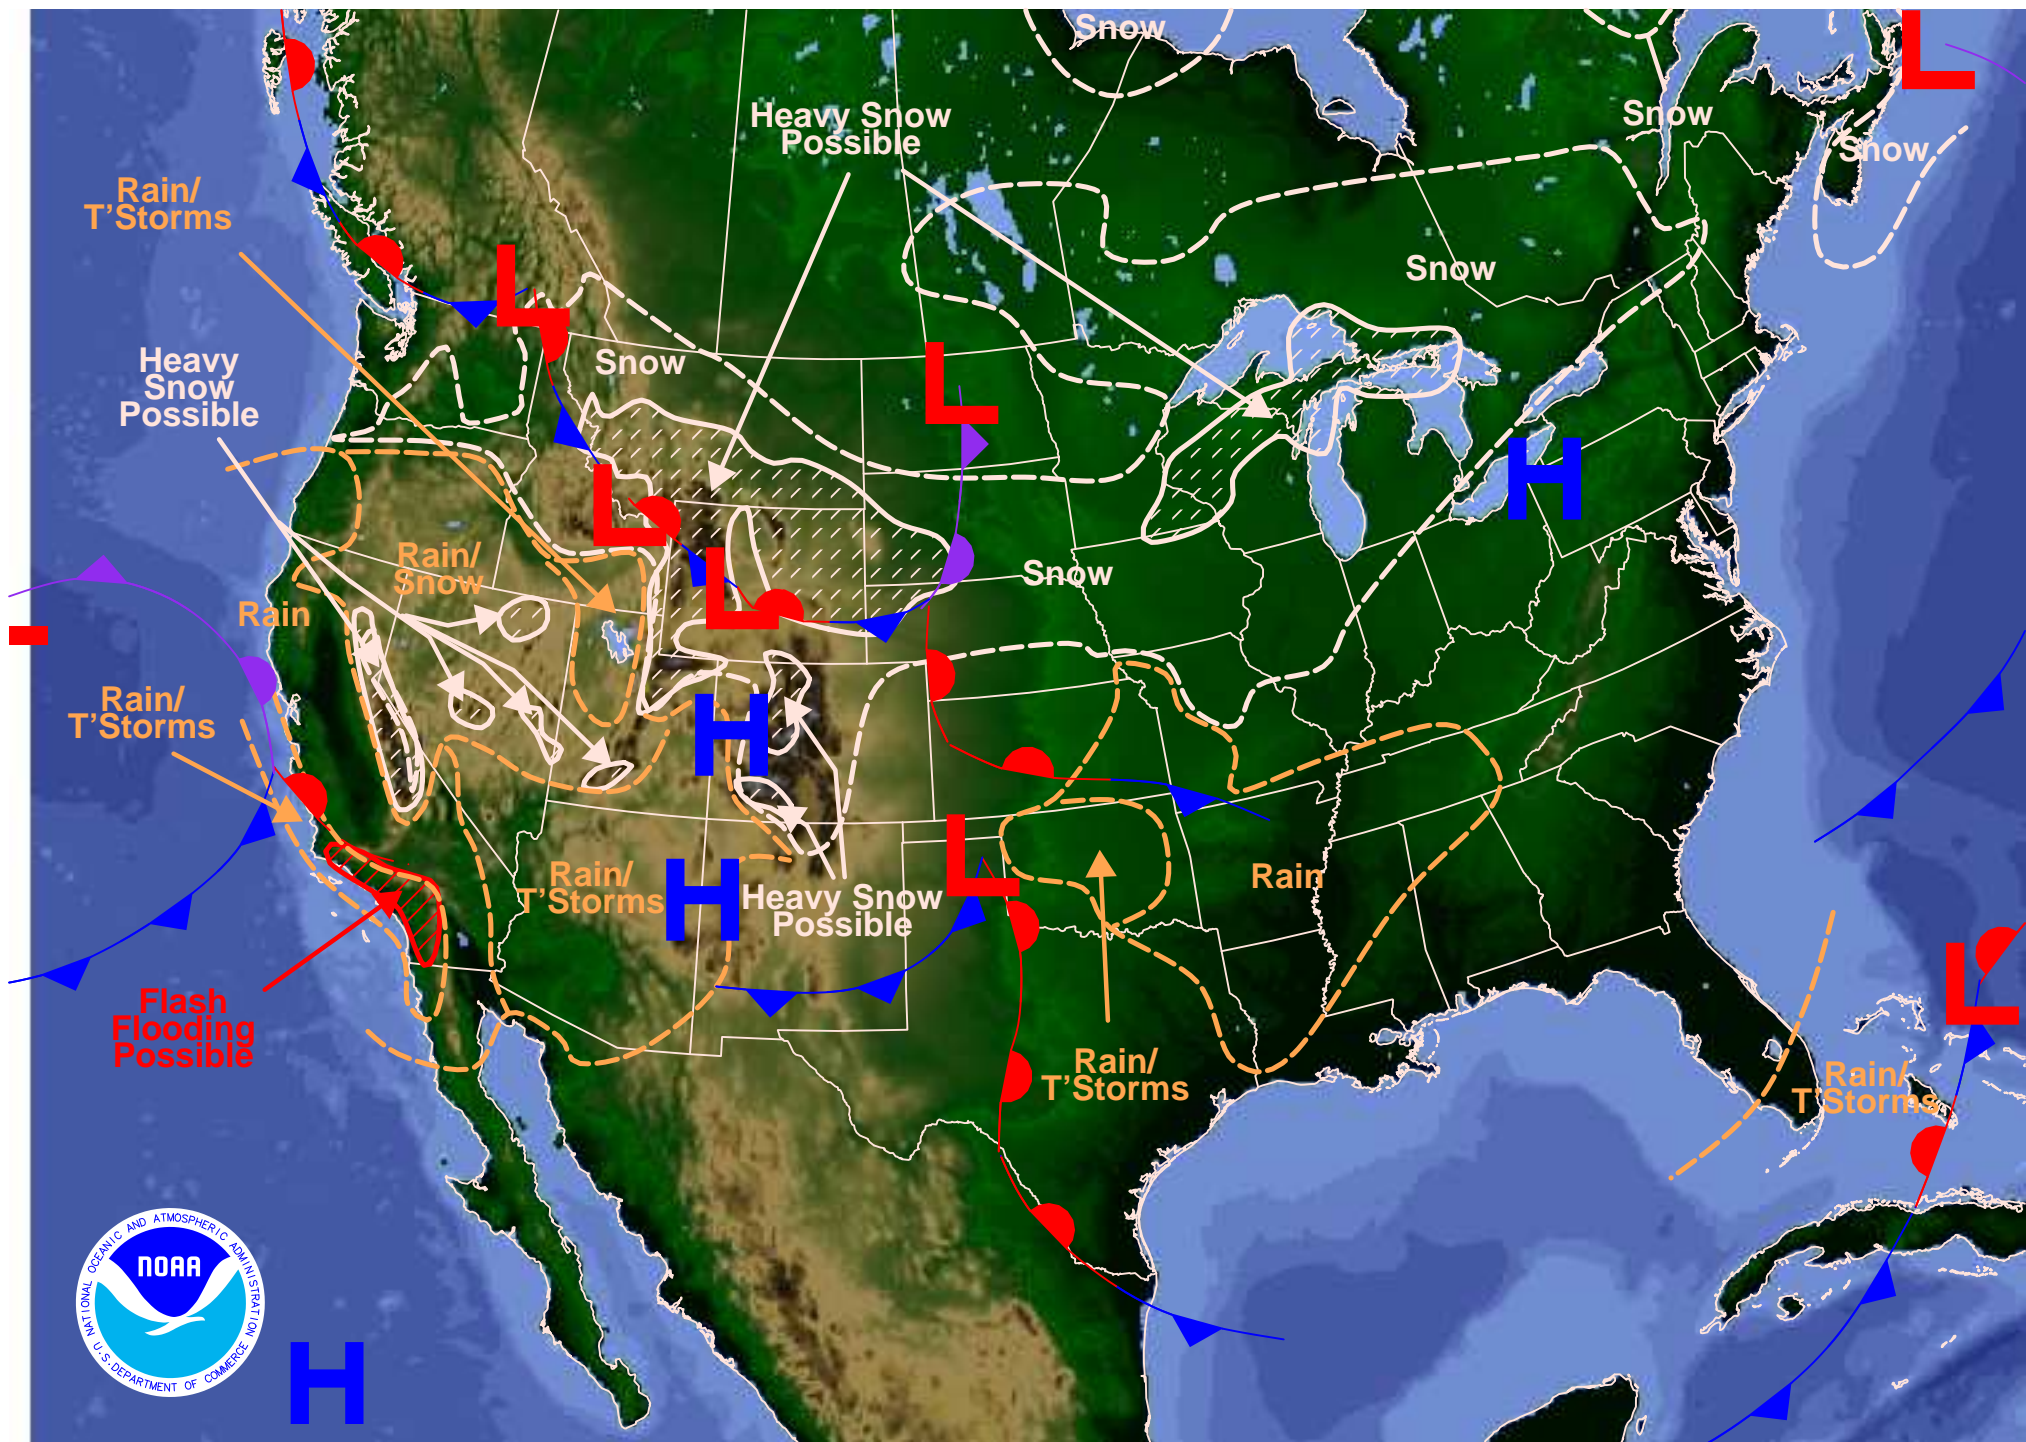 Snow
L
Heavy Snow
Possible
Snow
Snow
Rain/
T'Storms
Snow
L
Heavy
Snow
Possible
Snow
L
H
L
Rain/
Snow
L
Snow
Rain
Rain/
T'Storms
H
L
Rain/
T'Storms
H
Heavy Snow
Possible
Rain
L
Flash
Flooding
Possible
Rain/
T'Storms
Rain/
T'Storms
NATIONAL OCEANIC AND ATMOSPHERIC ADMINISTRATION
NOAA
U.S. DEPARTMENT OF COMMERCE
H